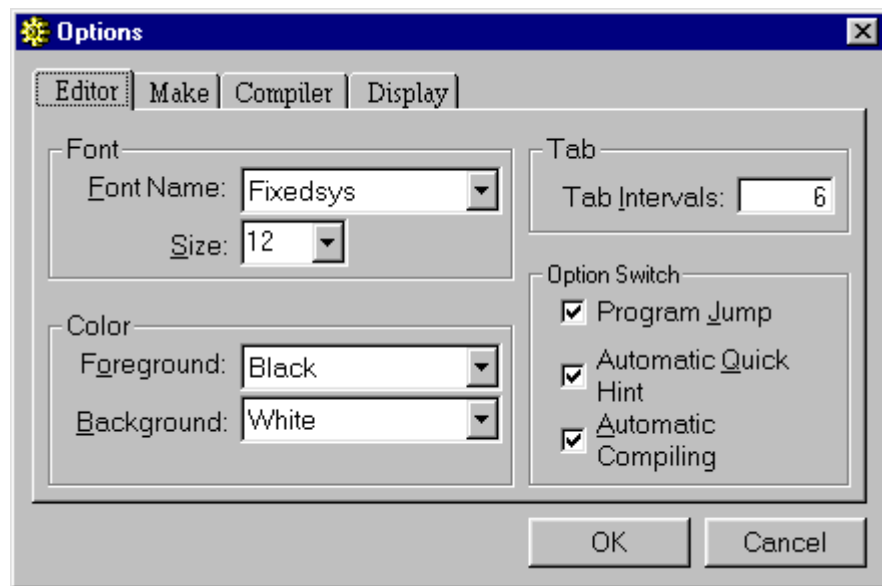 Options
Editor Make Compiler Display
Font
Font Name: Fixedsys
Size: 12
Color
Foreground: Black
Background: White
Tab
Tab Intervals: 6
Option Switch
Program Jump
Automatic Quick
Hint
Automatic
Compiling
OK Cancel